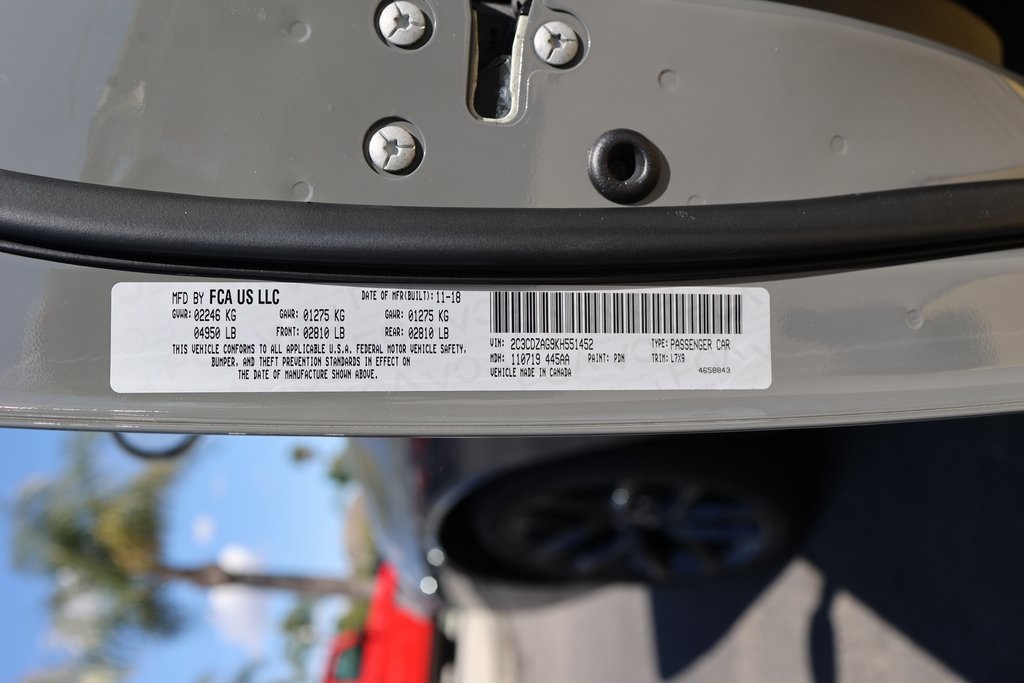 MFD BY FCA US LLC DATE OF MFR(BUILT): 11-18
GVWR: 02246 KG GAWR: 01275 KG GAWR: 01275 KG
04950 LB FRONT: 02810 LB REAR: 02810 LB
THIS VEHICLE CONFORMS TO ALL APPLICABLE U.S.A. FEDERAL MOTOR VEHICLE SAFETY,
BUMPER, AND THEFT PREVENTION STANDARDS IN EFFECT ON
THE DATE OF MANUFACTURE SHOWN ABOVE.
VIN: 2C3CDZAG9KH551452 TYPE: PASSENGER CAR
MDH: 110719 445AA PAINT: PDN TRIM: L7X9
VEHICLE MADE IN CANADA 4658843